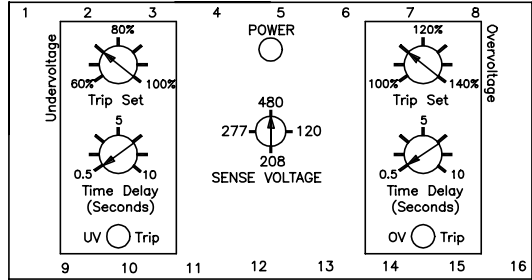 1 2 3 4 5 6 7 8
Undervoltage
80%
60% 100%
Trip Set
5
0.5 10
Time Delay
(Seconds)
UV Trip
POWER
480
277 120
208
SENSE VOLTAGE
Overvoltage
120%
100% 140%
Trip Set
5
0.5 10
Time Delay
(Seconds)
OV Trip
9 10 11 12 13 14 15 16